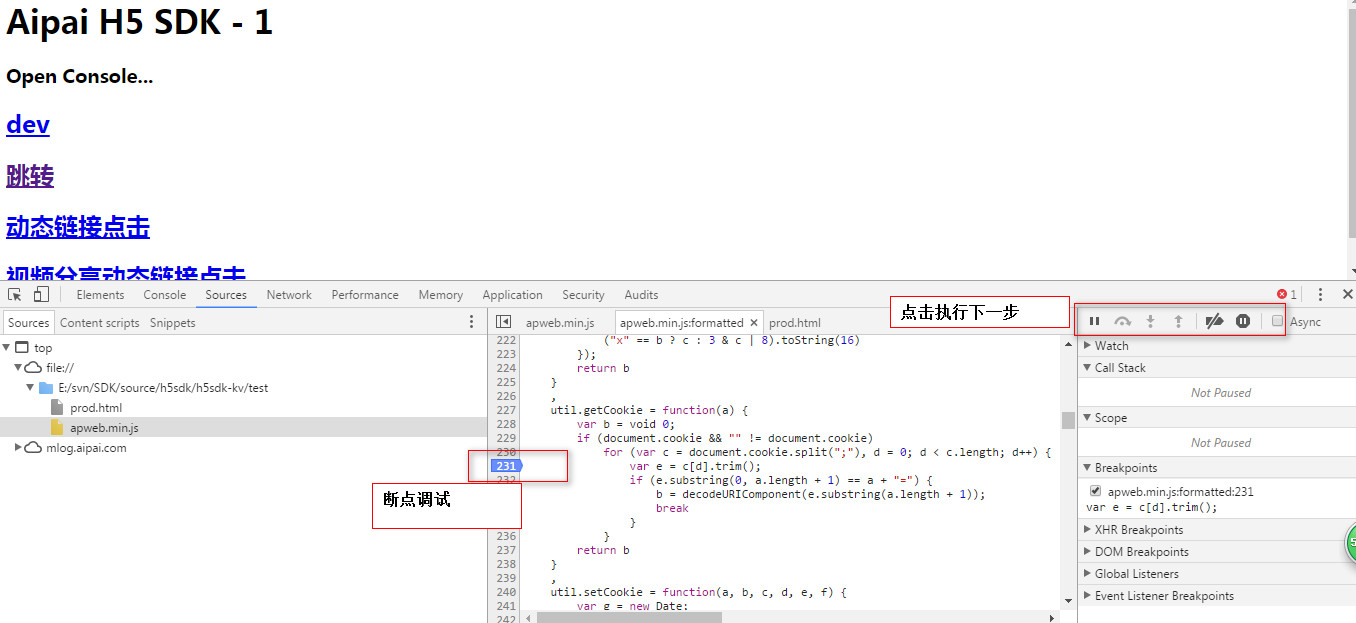 Aipai H5 SDK - 1
Open Console...
dev
跳转
动态链接点击
视频分享动态链接点击
Elements Console Sources Network Performance Memory Application Security Audits 1
Sources Content scripts Snippets
apweb.min.js apweb.min.js:formatted prod.html
点击执行下一步
Async
top
file://
E:/svn/SDK/source/h5sdk/h5sdk-kv/test
prod.html
apweb.min.js
mlog.aipai.com
断点调试
222 ("x" == b ? c : 3 & c | 8).toString(16)
223 });
224 return b
225 }
226 ,
227 util.getCookie = function(a) {
228 var b = void 0;
229 if (document.cookie && "" != document.cookie)
230 for (var c = document.cookie.split(";"), d = 0; d < c.length; d++) {
231 var e = c[d].trim();
232 if (e.substring(0, a.length + 1) == a + "=") {
b = decodeURIComponent(e.substring(a.length + 1));
break
}
236 }
237 return b
238 }
239 ,
240 util.setCookie = function(a, b, c, d, e, f) {
241 var g = new Date;
242
Watch
Call Stack
Not Paused
Scope
Not Paused
Breakpoints
apweb.min.js:formatted:231
var e = c[d].trim();
XHR Breakpoints
DOM Breakpoints
Global Listeners
Event Listener Breakpoints